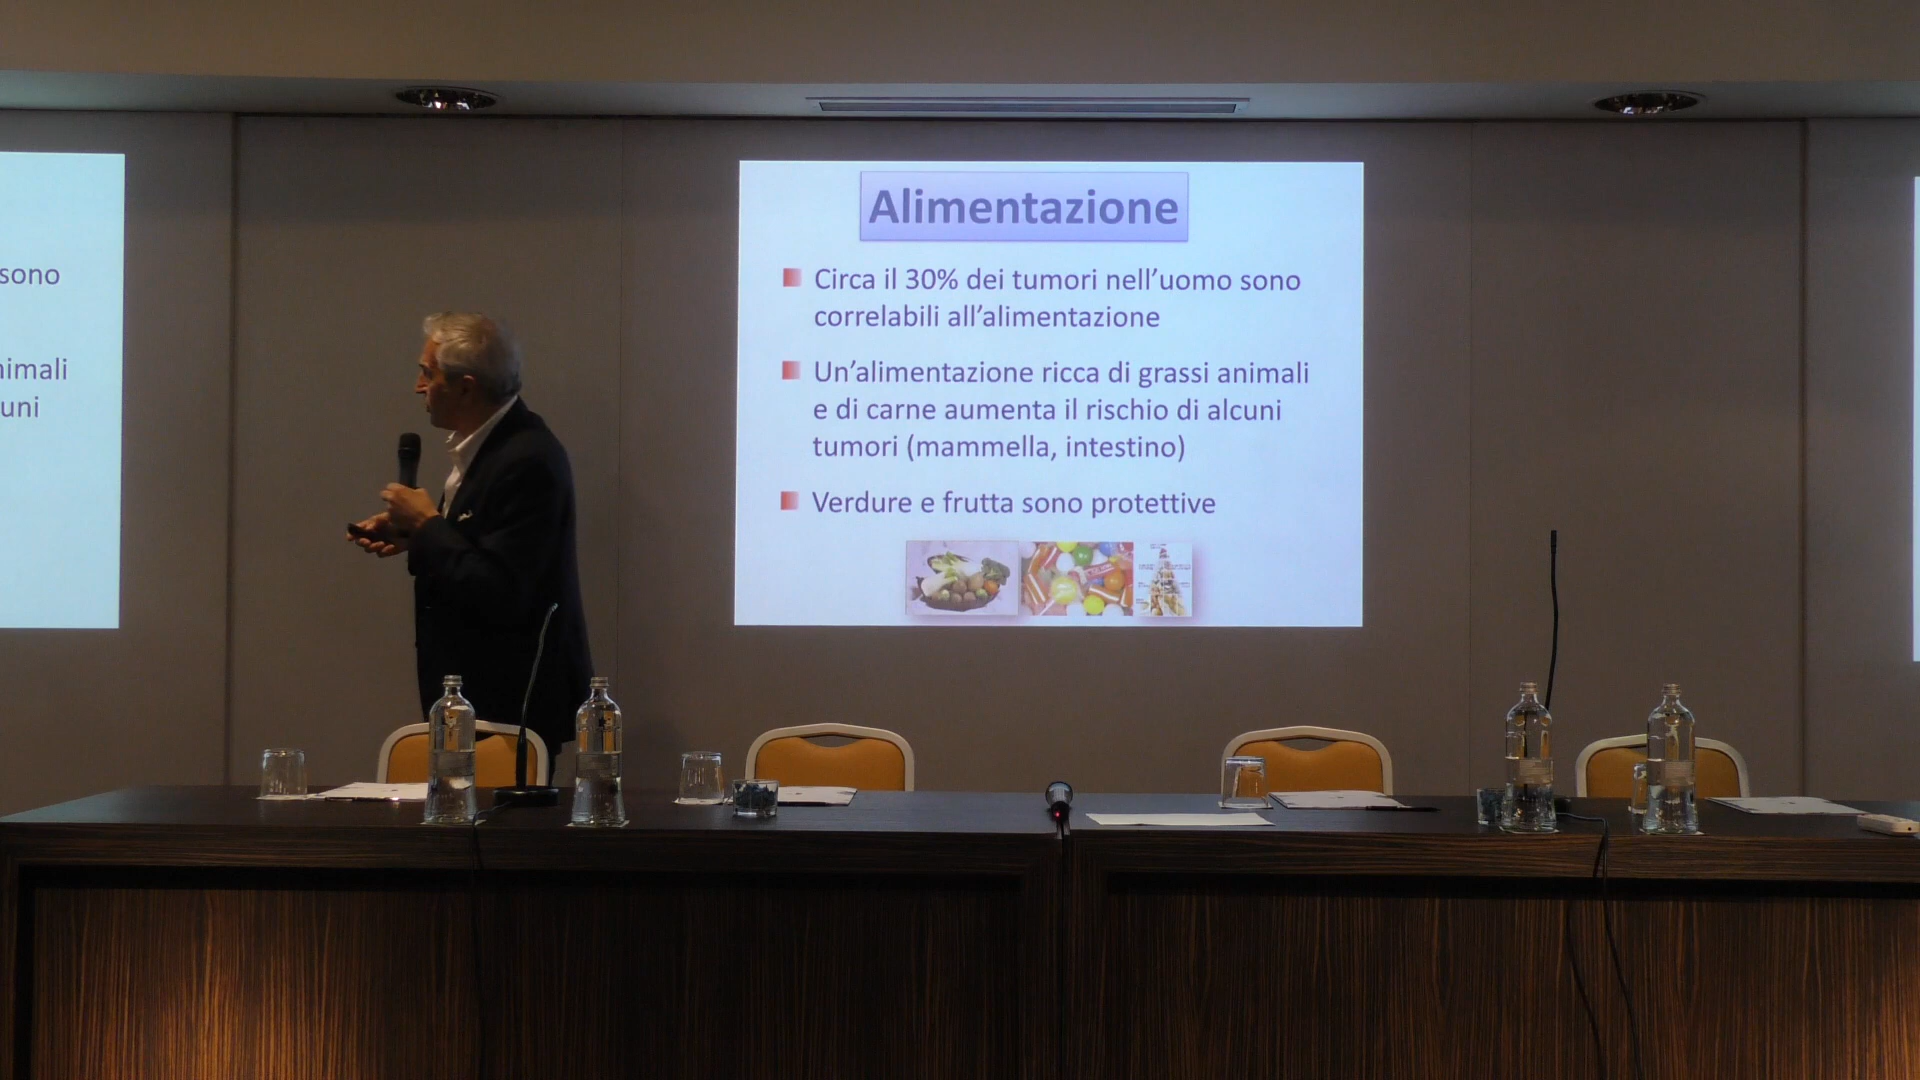 sono
nimali
uni
Alimentazione
Circa il 30% dei tumori nell'uomo sono
correlabili all'alimentazione
Un'alimentazione ricca di grassi animali
e di carne aumenta il rischio di alcuni
tumori (mammella, intestino)
Verdure e frutta sono protettive